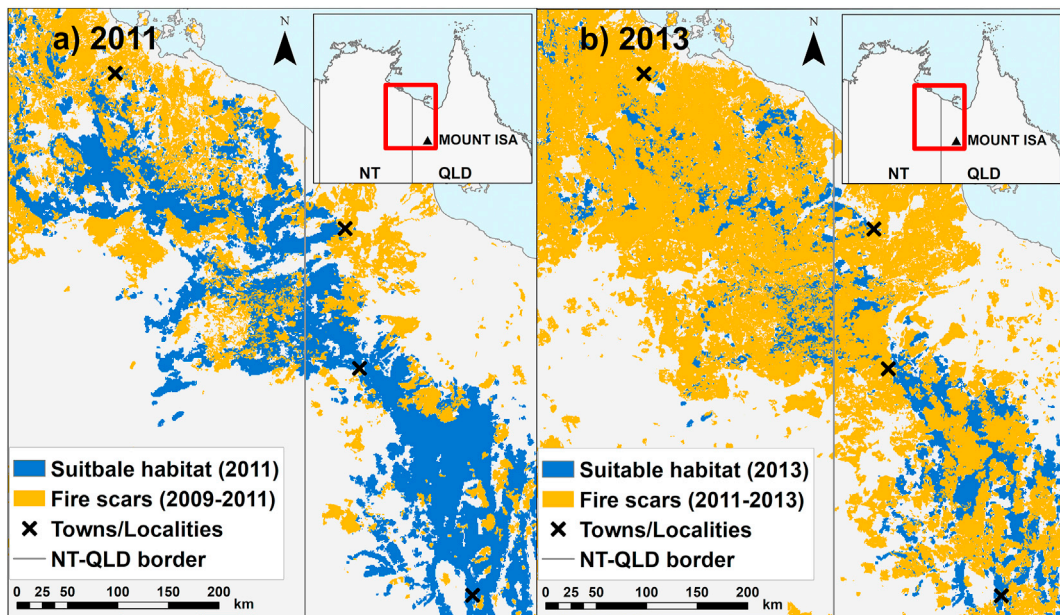 a) 2011
N
MOUNT ISA
NT QLD
Suitbale habitat (2011)
Fire scars (2009-2011)
Towns/Localities
NT-QLD border
0 25 50 100 150 200
km
b) 2013
N
MOUNT ISA
NT QLD
Suitable habitat (2013)
Fire scars (2011-2013)
Towns/Localities
NT-QLD border
0 25 50 100 150 200
km